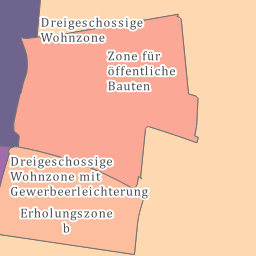 Dreigeschossige
Wohnzone
Zone für
öffentliche
Bauten
Dreigeschossige
Wohnzone mit
Gewerbeerleichterung
Erholungszone
b